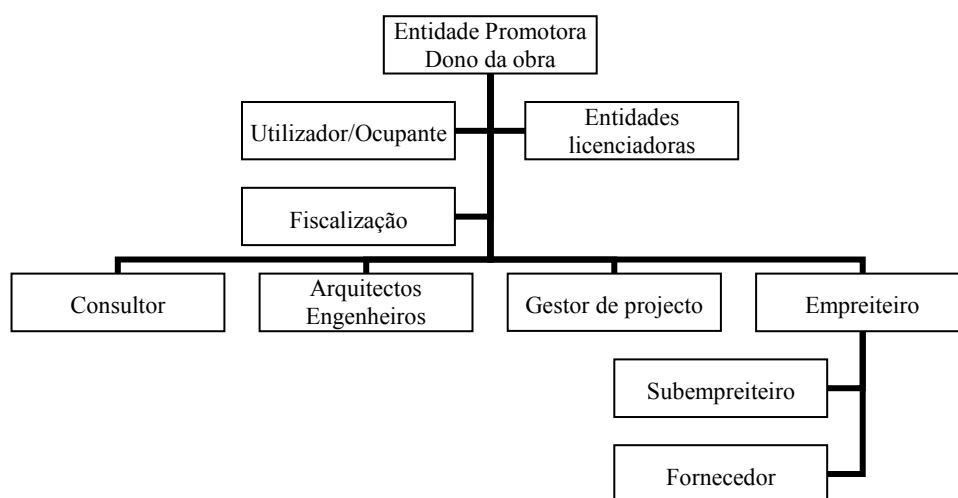 Entidade Promotora
Dono da obra
Utilizador/Ocupante
Entidades
licenciadoras
Fiscalização
Consultor
Arquitectos
Engenheiros
Gestor de projecto
Empreiteiro
Subempreiteiro
Fornecedor